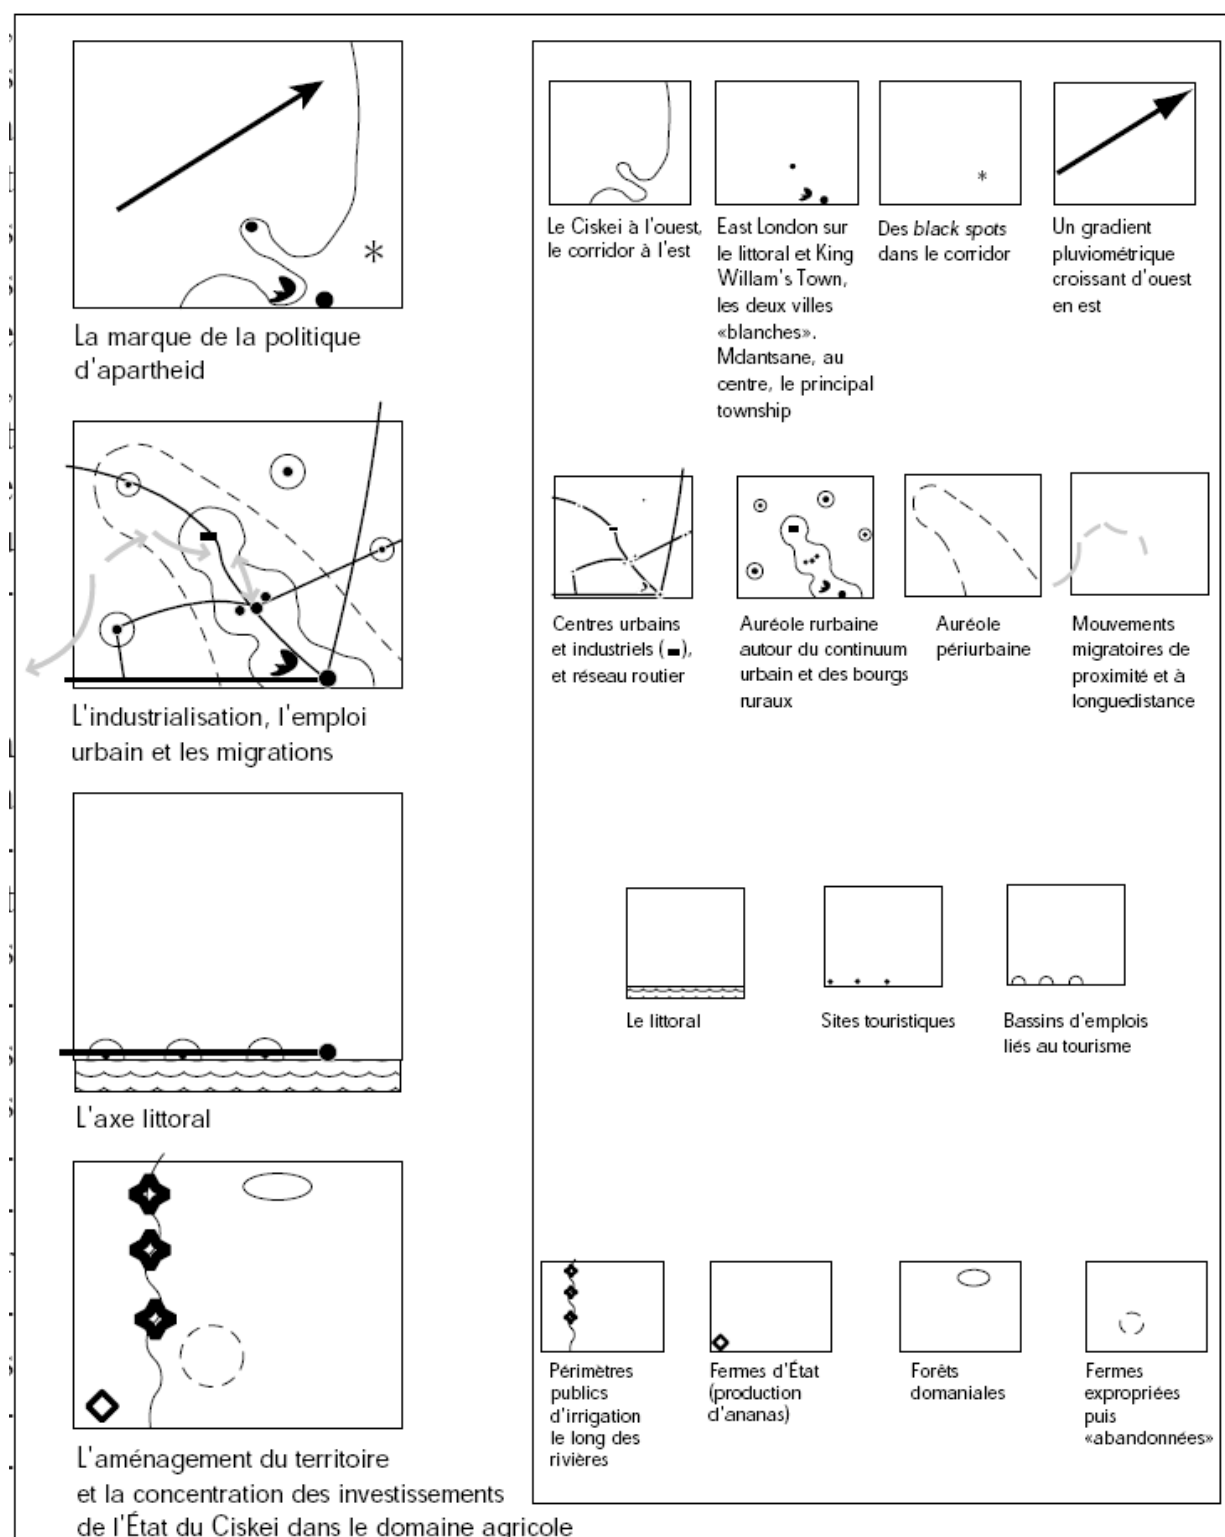 La marque de la politique
d'apartheid
Le Ciskei à l'ouest,
le corridor à l'est
East London sur
le littoral et King
Willam's Town,
les deux villes
«blanches».
Mdantsane, au
centre, le principal
township
Des black spots
dans le corridor
Un gradient
pluviométrique
croissant d'ouest
en est
L'industrialisation, l'emploi
urbain et les migrations
Centres urbains
et industriels (▬),
et réseau routier
Auréole rurbaine
autour du continuum
urbain et des bourgs
ruraux
Auréole
périurbaine
Mouvements
migratoires de
proximité et à
longuedistance
L'axe littoral
Le littoral
Sites touristiques
Bassins d'emplois
liés au tourisme
L'aménagement du territoire
et la concentration des investissements
de l'État du Ciskei dans le domaine agricole
Périmètres
publics
d'irrigation
le long des
rivières
Fermes d'État
(production
d'ananas)
Forêts
domaniales
Fermes
expropriées
puis
«abandonnées»